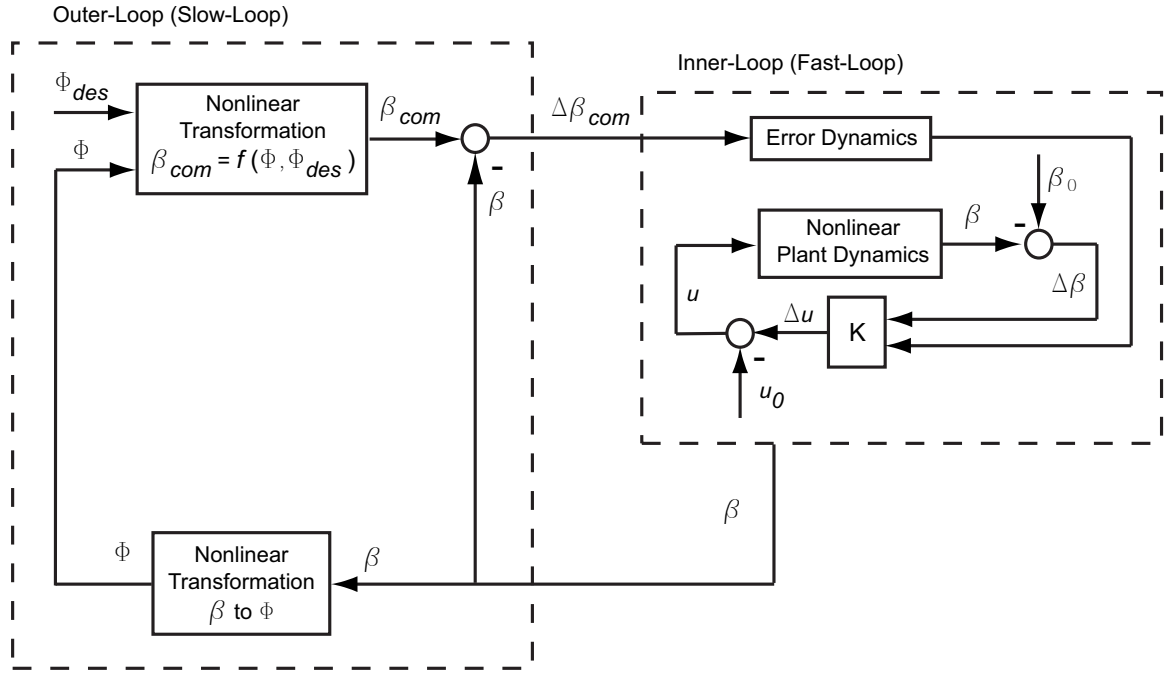 Outer-Loop (Slow-Loop)
Φdes
Φ
Nonlinear
Transformation
βcom = f (Φ, Φdes)
βcom
-
β
Δβcom
Inner-Loop (Fast-Loop)
Error Dynamics
β0
-
Nonlinear
Plant Dynamics
β
Δβ
u
Δu
K
-
u0
β
Φ
Nonlinear
Transformation
β to Φ
β